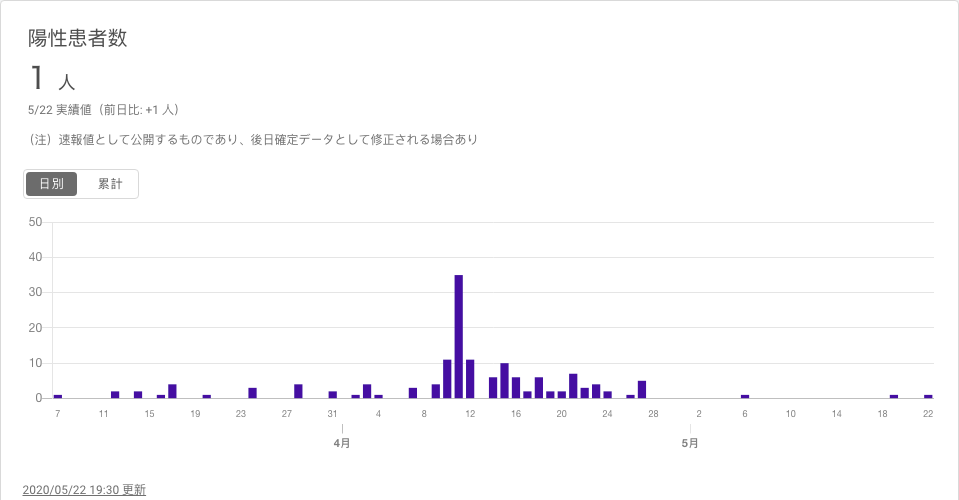 陽性患者数
1 人
5/22 実績値（前日比: +1 人）
（注）速報値として公開するものであり、後日確定データとして修正される場合あり
日別 累計
50
40
30
20
10
0
7 11 15 19 23 27 31 4 8 12 16 20 24 28 2 6 10 14 18 22
4月 5月
2020/05/22 19:30 更新